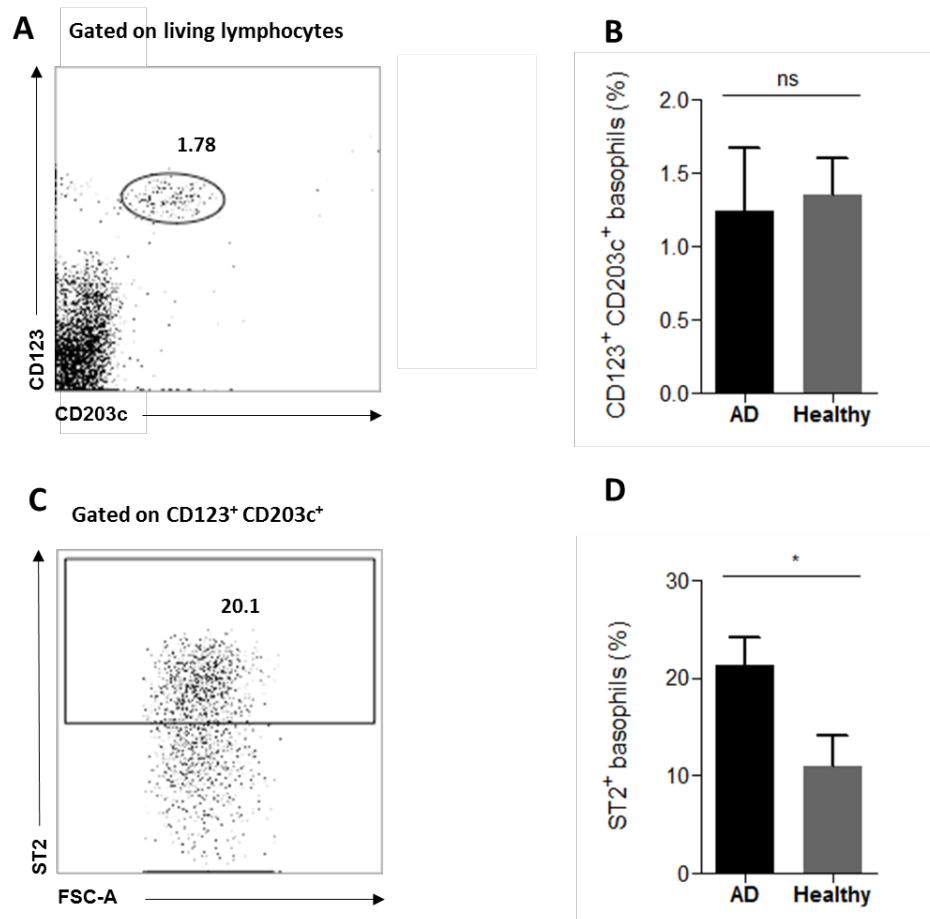 A
Gated on living lymphocytes
1.78
CD123
CD203c
B
ns
CD123+ CD203c+ basophils (%)
2.0
1.5
1.0
0.5
0.0
AD
Healthy
C
Gated on CD123+ CD203c+
20.1
ST2
FSC-A
D
*
ST2+ basophils (%)
30
20
10
0
AD
Healthy